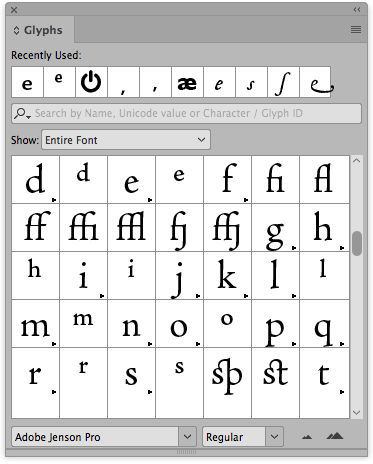 Glyphs
Recently Used:
e ᵉ ⏻ , , æ e s ʃ e
Search by Name, Unicode value or Character / Glyph ID
Show: Entire Font
d ᵈ e ᵉ f fi fl
ff ffi ffl fj ffj g h
ʰ i ⁱ j k l ˡ
m ᵐ n o ᵒ p q
r ʳ s ˢ sp st t
Adobe Jenson Pro Regular